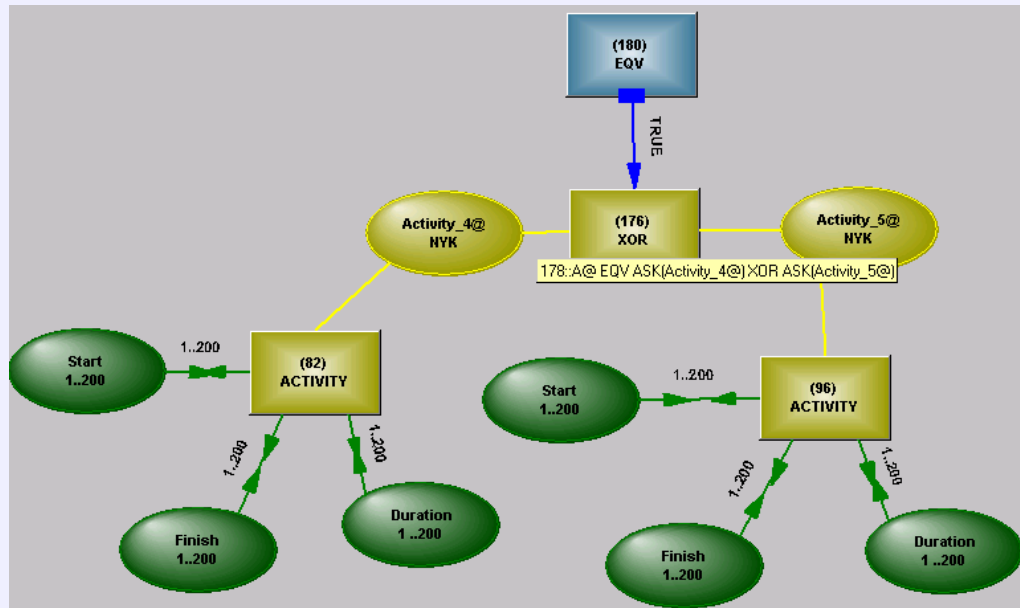 (180)
EQV
TRUE
Activity_4@
NYK
(176)
XOR
Activity_5@
NYK
178::A@ EQV ASK(Activity_4@) XOR ASK(Activity_5@)
Start
1..200
1..200
(82)
ACTIVITY
1..200
1..200
Finish
1..200
Duration
1 ..200
Start
1..200
1..200
(96)
ACTIVITY
1..200
1..200
Finish
1..200
Duration
1 ..200